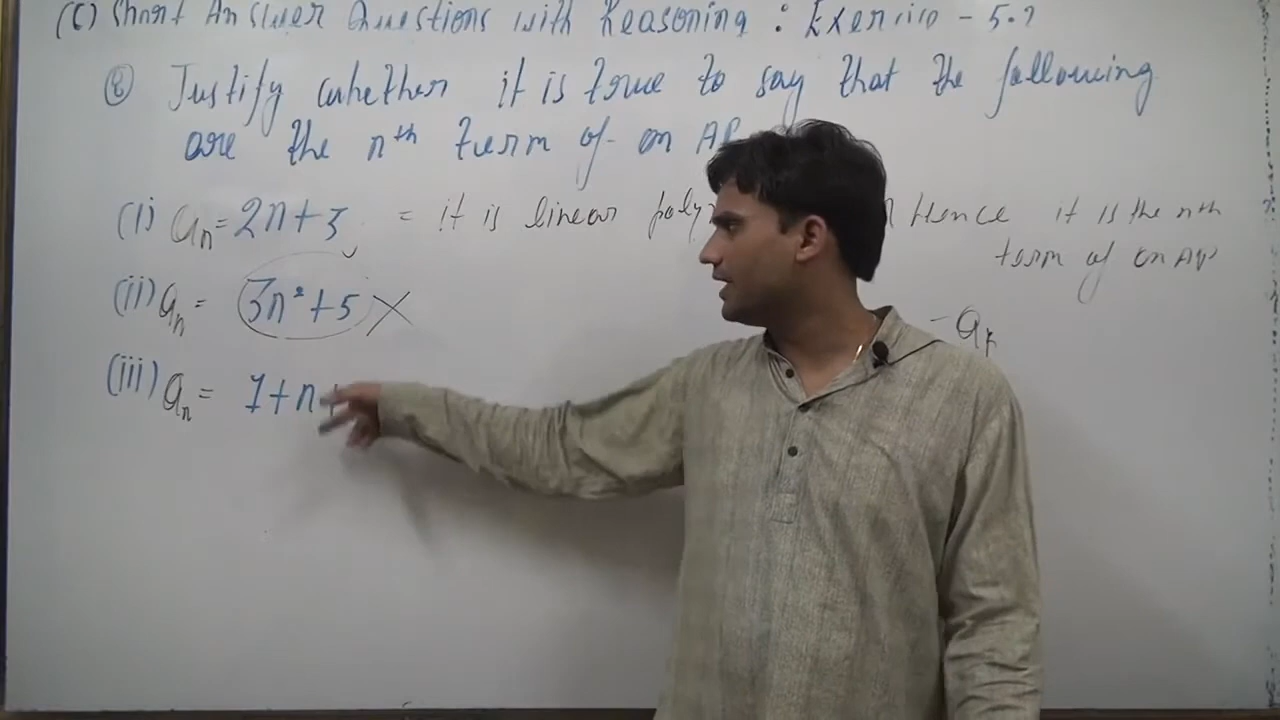 (C) Short Answer Questions with Reasoning : Exercise - 5.2
⑧ Justify whether it is true to say that the following
are the nth term of an AP
(i) an = 2n+3 = it is linear Hence it is the nth
term of an AP
(ii) an = 3n²+5 ×
(iii) an = 1+n+